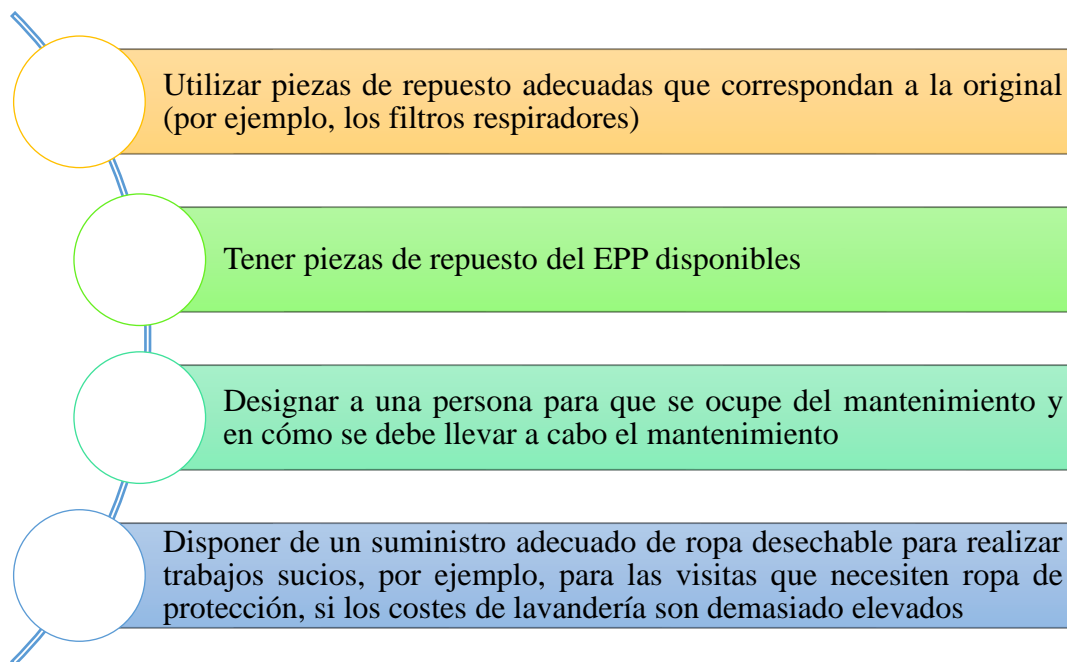 Utilizar piezas de repuesto adecuadas que correspondan a la original
(por ejemplo, los filtros respiradores)
Tener piezas de repuesto del EPP disponibles
Designar a una persona para que se ocupe del mantenimiento y
en cómo se debe llevar a cabo el mantenimiento
Disponer de un suministro adecuado de ropa desechable para realizar
trabajos sucios, por ejemplo, para las visitas que necesiten ropa de
protección, si los costes de lavandería son demasiado elevados